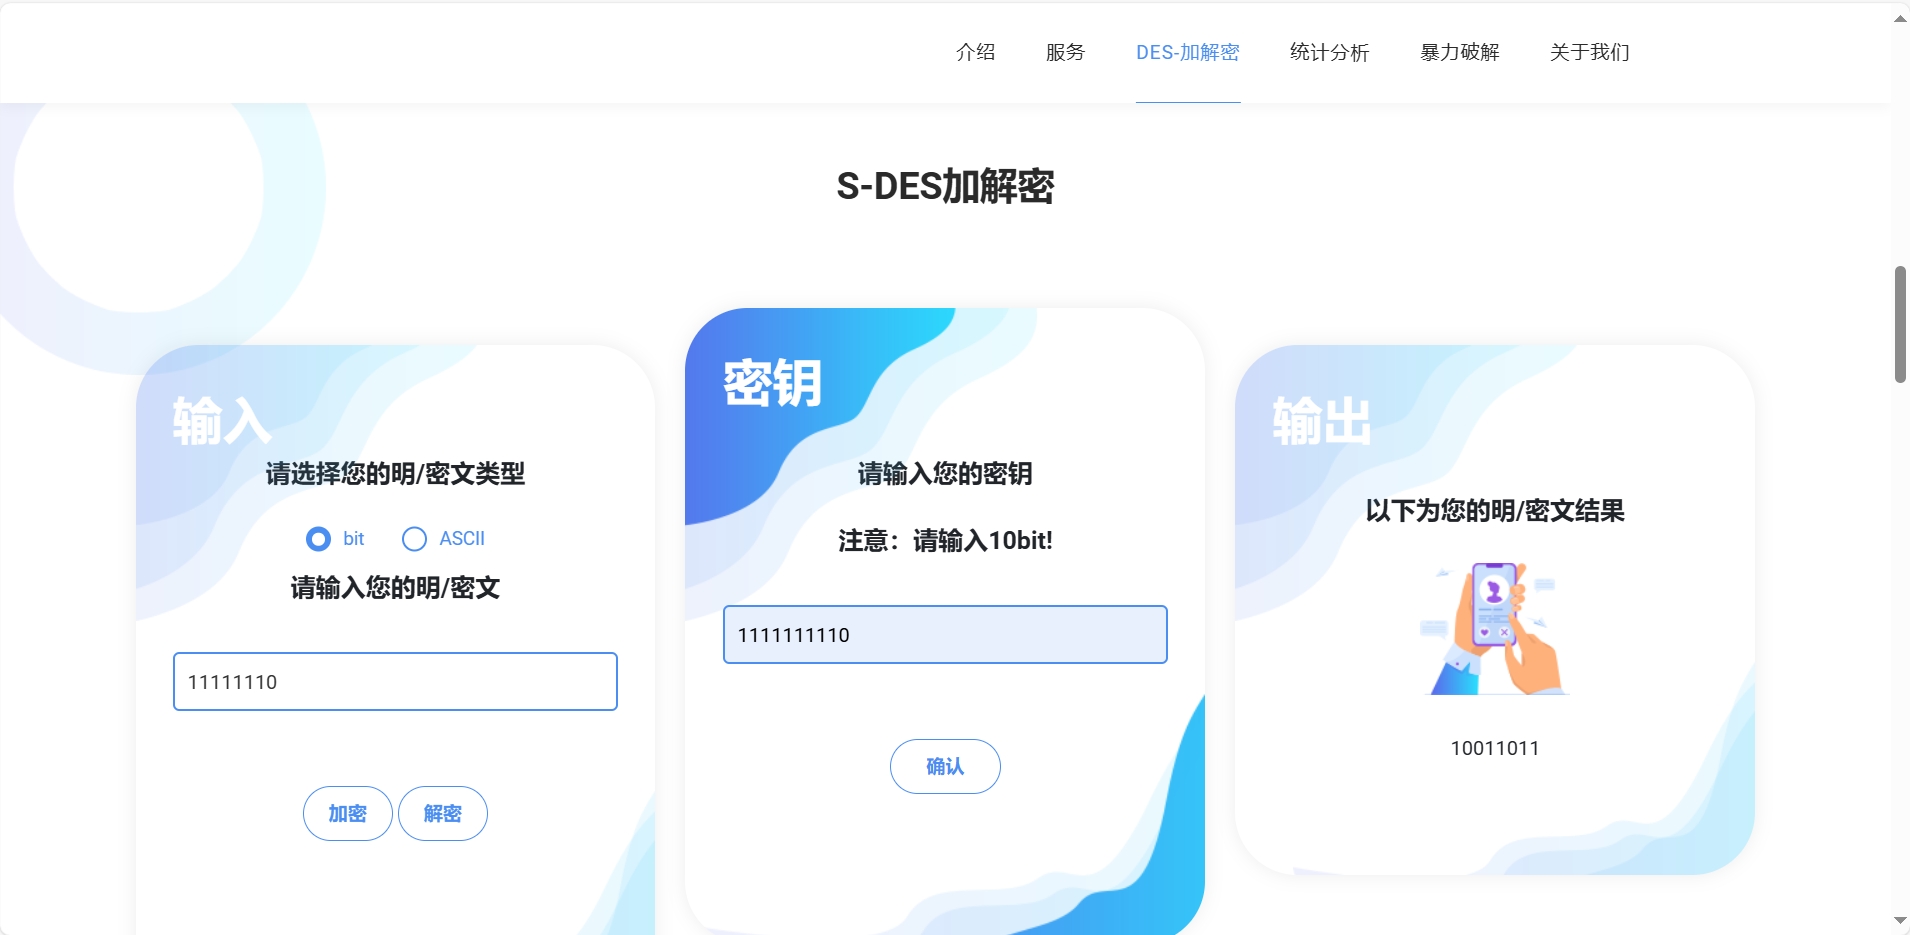 介绍 服务 DES-加解密 统计分析 暴力破解 关于我们
S-DES加解密
输入
请选择您的明/密文类型
bit ASCII
请输入您的明/密文
11111110
加密 解密
密钥
请输入您的密钥
注意：请输入10bit!
1111111110
确认
输出
以下为您的明/密文结果
10011011